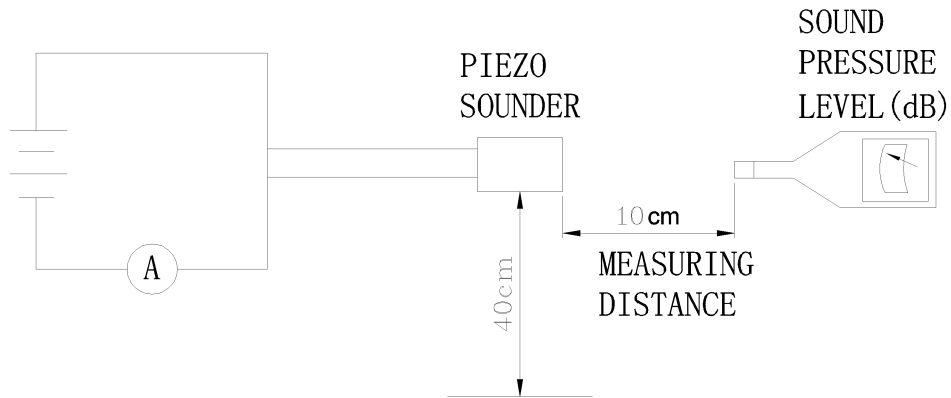 SOUND
PRESSURE
LEVEL(dB)
PIEZO
SOUNDER
10cm
MEASURING
DISTANCE
40cm
A